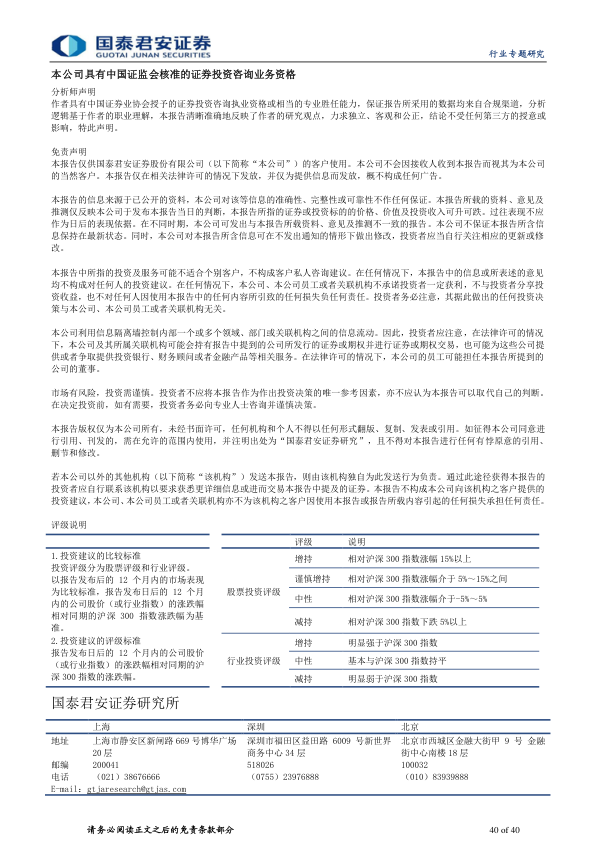 国泰君安证券
GUOTAI JUNAN SECURITIES
行业专题研究
本公司具有中国证监会核准的证券投资咨询业务资格
分析师声明
作者具有中国证券业协会授予的证券投资咨询执业资格或相当的专业胜任能力，保证报告所采用的数据均来自合规渠道，分析
逻辑基于作者的职业理解，本报告清晰准确地反映了作者的研究观点，力求独立、客观和公正，结论不受任何第三方的授意或
影响，特此声明。
免责声明
本报告仅供国泰君安证券股份有限公司（以下简称“本公司”）的客户使用。本公司不会因接收人收到本报告而视其为本公司
的当然客户。本报告仅在相关法律许可的情况下发放，并仅为提供信息而发放，概不构成任何广告。
本报告的信息来源于已公开的资料，本公司对该等信息的准确性、完整性或可靠性不作任何保证。本报告所载的资料、意见及
推测仅反映本公司于发布本报告当日的判断，本报告所指的证券或投资标的的价格、价值及投资收入可升可跌。过往表现不应
作为日后的表现依据。在不同时期，本公司可发出与本报告所载资料、意见及推测不一致的报告。本公司不保证本报告所含信
息保持在最新状态。同时，本公司对本报告所含信息可在不发出通知的情形下做出修改，投资者应当自行关注相应的更新或修
改。
本报告中所指的投资及服务可能不适合个别客户，不构成客户私人咨询建议。在任何情况下，本报告中的信息或所表述的意见
均不构成对任何人的投资建议。在任何情况下，本公司、本公司员工或者关联机构不承诺投资者一定获利，不与投资者分享投
资收益，也不对任何人因使用本报告中的任何内容所引致的任何损失负任何责任。投资者务必注意，其据此做出的任何投资决
策与本公司、本公司员工或者关联机构无关。
本公司利用信息隔离墙控制内部一个或多个领域、部门或关联机构之间的信息流动。因此，投资者应注意，在法律许可的情况
下，本公司及其所属关联机构可能会持有报告中提到的公司所发行的证券或期权并进行证券或期权交易，也可能为这些公司提
供或者争取提供投资银行、财务顾问或者金融产品等相关服务。在法律许可的情况下，本公司的员工可能担任本报告所提到的
公司的董事。
市场有风险，投资需谨慎。投资者不应将本报告作为作出投资决策的唯一参考因素，亦不应认为本报告可以取代自己的判断。
在决定投资前，如有需要，投资者务必向专业人士咨询并谨慎决策。
本报告版权仅为本公司所有，未经书面许可，任何机构和个人不得以任何形式翻版、复制、发表或引用。如征得本公司同意进
行引用、刊发的，需在允许的范围内使用，并注明出处为“国泰君安证券研究”，且不得对本报告进行任何有悖原意的引用、
删节和修改。
若本公司以外的其他机构（以下简称“该机构”）发送本报告，则由该机构独自为此发送行为负责。通过此途径获得本报告的
投资者应自行联系该机构以要求获悉更详细信息或进而交易本报告中提及的证券。本报告不构成本公司向该机构之客户提供的
投资建议，本公司、本公司员工或者关联机构亦不为该机构之客户因使用本报告或报告所载内容引起的任何损失承担任何责任。
评级说明
评级 说明
1.投资建议的比较标准
投资评级分为股票评级和行业评级。
以报告发布后的 12 个月内的市场表现
为比较标准，报告发布日后的 12 个月
内的公司股价（或行业指数）的涨跌幅
相对同期的沪深 300 指数涨跌幅为基
准。
2.投资建议的评级标准
报告发布日后的 12 个月内的公司股价
（或行业指数）的涨跌幅相对同期的沪
深 300 指数的涨跌幅。
股票投资评级
增持 相对沪深 300 指数涨幅 15%以上
谨慎增持 相对沪深 300 指数涨幅介于 5%～15%之间
中性 相对沪深 300 指数涨幅介于-5%～5%
减持 相对沪深 300 指数下跌 5%以上
行业投资评级
增持 明显强于沪深 300 指数
中性 基本与沪深 300 指数持平
减持 明显弱于沪深 300 指数
国泰君安证券研究所
上海 深圳 北京
地址 上海市静安区新闸路 669 号博华广场 深圳市福田区益田路 6009 号新世界 北京市西城区金融大街甲 9 号 金融
20 层 商务中心 34 层 街中心南楼 18 层
邮编 200041 518026 100032
电话 （021）38676666 （0755）23976888 （010）83939888
E-mail：gtjaresearch@gtjas.com
请务必阅读正文之后的免责条款部分
40 of 40